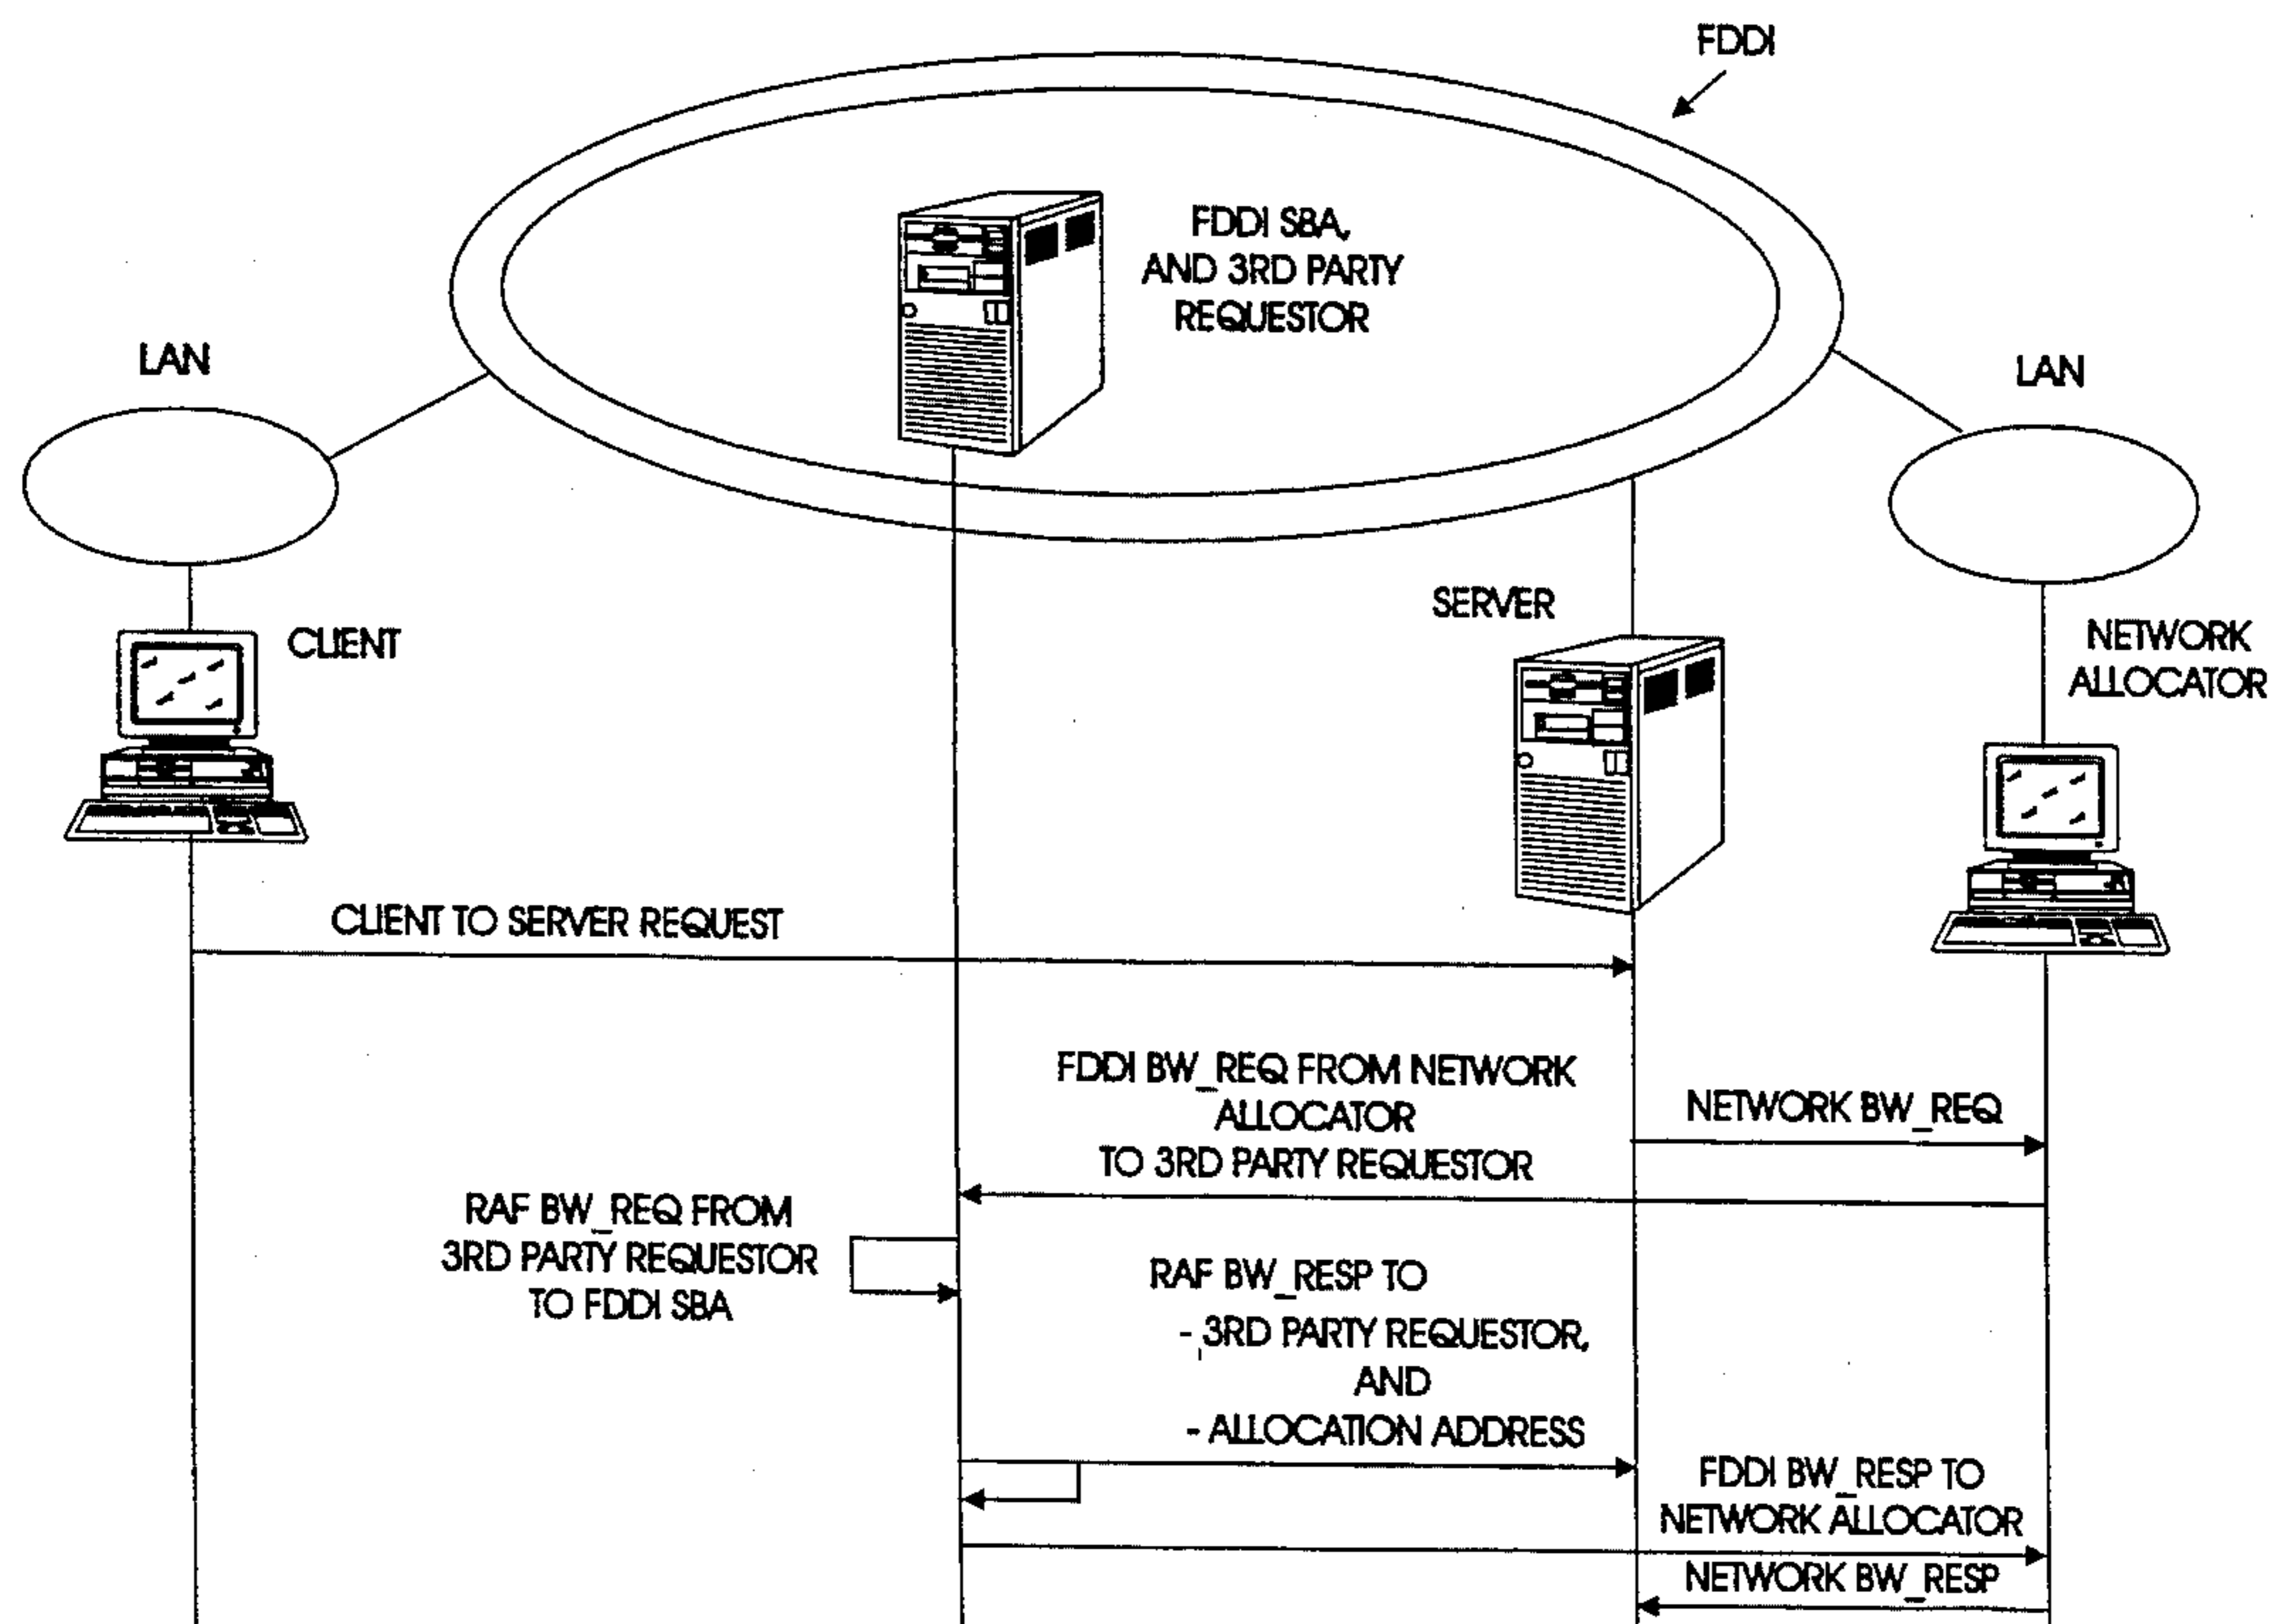 FDDI
FDDI SBA,
AND 3RD PARTY
REQUESTOR
LAN
LAN
CLIENT
SERVER
NETWORK
ALLOCATOR
CLIENT TO SERVER REQUEST
FDDI BW_REQ FROM NETWORK
ALLOCATOR
TO 3RD PARTY REQUESTOR
NETWORK BW_REQ
RAF BW_REQ FROM
3RD PARTY REQUESTOR
TO FDDI SBA
RAF BW_RESP TO
- 3RD PARTY REQUESTOR,
AND
- ALLOCATION ADDRESS
FDDI BW_RESP TO
NETWORK ALLOCATOR
NETWORK BW_RESP